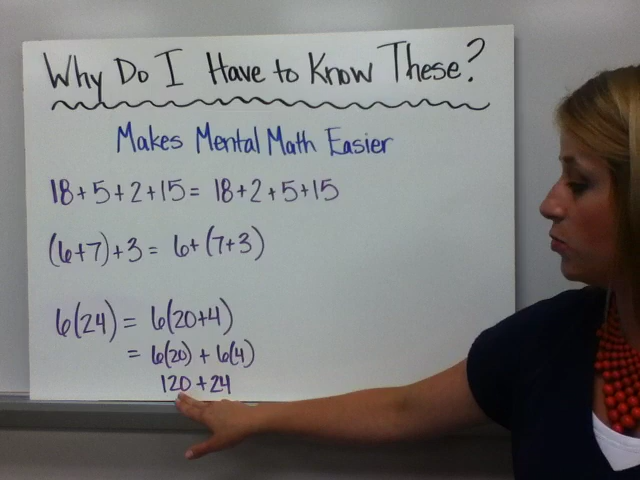 Why Do I Have to Know These?
Makes Mental Math Easier
18+5+2+15 = 18+2+5+15
(6+7)+3 = 6+(7+3)
6(24) = 6(20+4)
= 6(20) + 6(4)
120 + 24